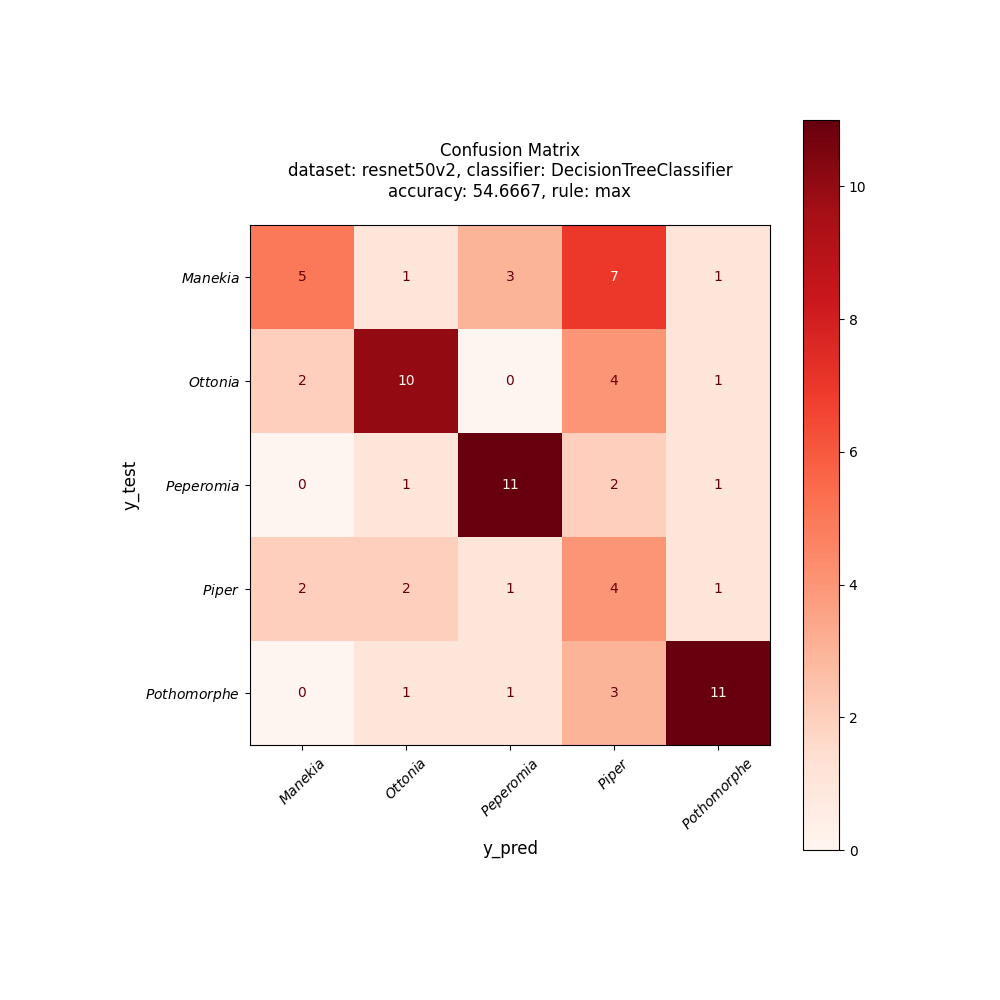 Confusion Matrix
dataset: resnet50v2, classifier: DecisionTreeClassifier
accuracy: 54.6667, rule: max
Manekia 5 1 3 7 1
Ottonia 2 10 0 4 1
Peperomia 0 1 11 2 1
Piper 2 2 1 4 1
Pothomorphe 0 1 1 3 11
y_test
Manekia Ottonia Peperomia Piper Pothomorphe
y_pred
10
8
6
4
2
0